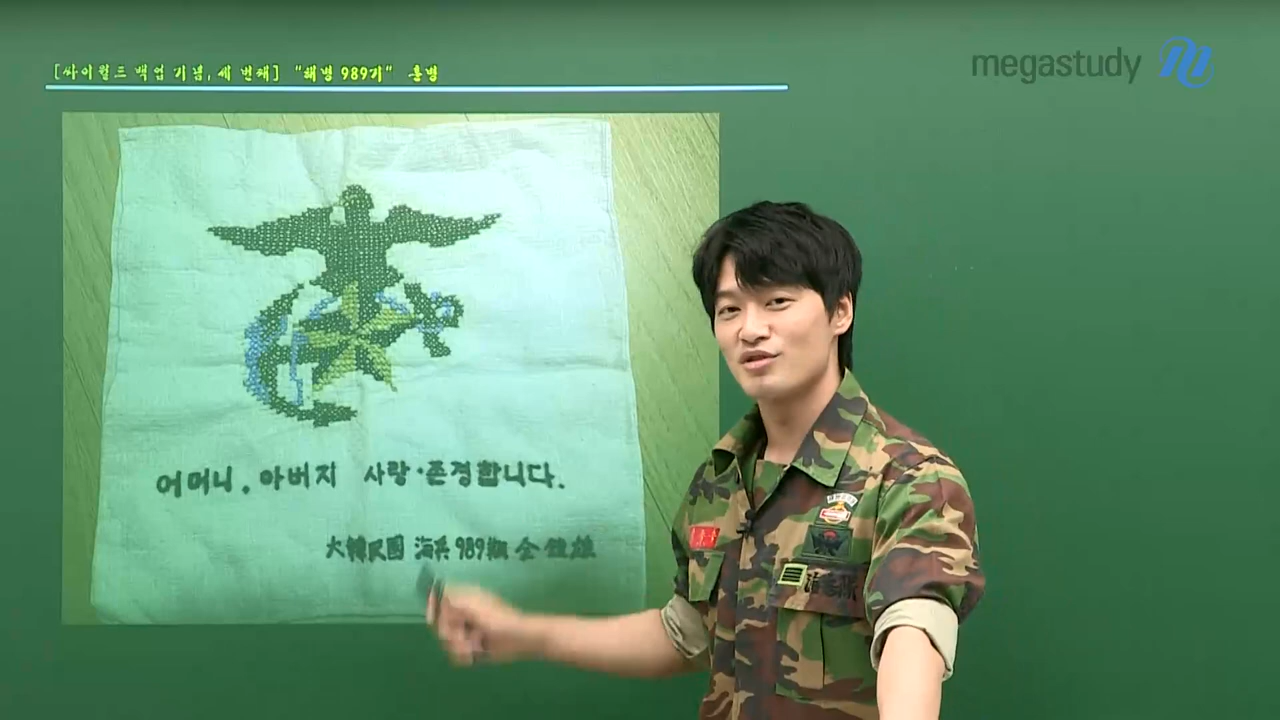 [싸이월드 백업 기념, 세 번째] "해병 989기" 흔병
megastudy
어머니, 아버지 사랑·존경합니다.
大韓民國 海兵 989期 金